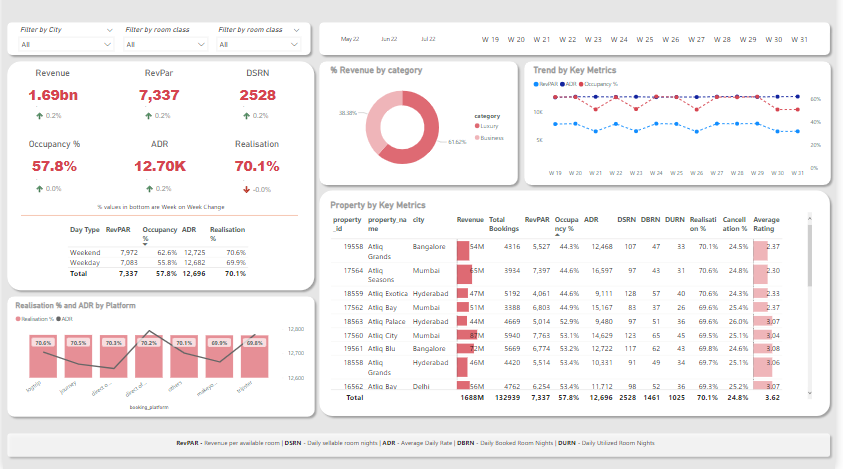 Filter by City
Filter by room class
Filter by room class
All
All
All
May 22 Jun 22 Jul 22 W 19 W 20 W 21 W 22 W 23 W 24 W 25 W 26 W 27 W 28 W 29 W 30 W 31
Revenue RevPar DSRN
1.69bn 7,337 2528
0.2% 0.2% 0.2%
Occupancy % ADR Realisation
57.8% 12.70K 70.1%
0.0% 0.2% -0.0%
% values in bottom are Week on Week Change
Day Type RevPAR Occupancy % ADR Realisation %
Weekend 7,972 62.6% 12,725 70.6%
Weekday 7,083 55.8% 12,682 69.9%
Total 7,337 57.8% 12,696 70.1%
% Revenue by category
38.38%
61.62%
category
Luxury
Business
Trend by Key Metrics
RevPAR ADR Occupancy %
10K
5K
60%
40%
20%
0%
W 19 W 20 W 21 W 22 W 23 W 24 W 25 W 26 W 27 W 28 W 29 W 30 W 31
Realisation % and ADR by Platform
Realisation % ADR
70.6% 70.5% 70.3% 70.2% 70.1% 69.9% 69.8%
12,800
12,700
12,600
logtrip journey direct o... direct of... others makeyo... tripster
booking_platform
Property by Key Metrics
property_id property_name city Revenue Total Bookings RevPAR Occupancy % ADR DSRN DBRN DURN Realisation % Cancellation % Average Rating
19558 Atliq Grands Bangalore 54M 4316 5,527 44.3% 12,468 107 47 33 70.1% 24.5% 2.37
17564 Atliq Seasons Mumbai 65M 3934 7,397 44.6% 16,597 97 43 31 70.6% 24.8% 2.30
18559 Atliq Exotica Hyderabad 47M 5192 4,061 44.6% 9,111 128 57 40 70.6% 24.3% 2.33
17562 Atliq Bay Mumbai 51M 3388 6,803 44.9% 15,167 83 37 26 69.6% 25.4% 2.37
18563 Atliq Palace Hyderabad 44M 4669 5,014 52.9% 9,480 97 51 36 69.6% 26.0% 3.07
17560 Atliq City Mumbai 87M 5940 7,763 53.1% 14,629 123 65 45 69.5% 25.1% 3.04
19561 Atliq Blu Bangalore 72M 5669 6,774 53.2% 12,722 117 62 43 69.8% 24.6% 3.08
18558 Atliq Grands Hyderabad 46M 4420 5,514 53.4% 10,331 91 49 34 69.7% 25.1% 3.06
16562 Atliq Bay Delhi 56M 4762 6,254 53.4% 11,712 98 52 36 69.3% 25.2% 3.07
Total 1688M 132939 7,337 57.8% 12,696 2528 1461 1025 70.1% 24.8% 3.62
RevPAR - Revenue per available room | DSRN - Daily sellable room nights | ADR - Average Daily Rate | DBRN - Daily Booked Room Nights | DURN - Daily Utilized Room Nights